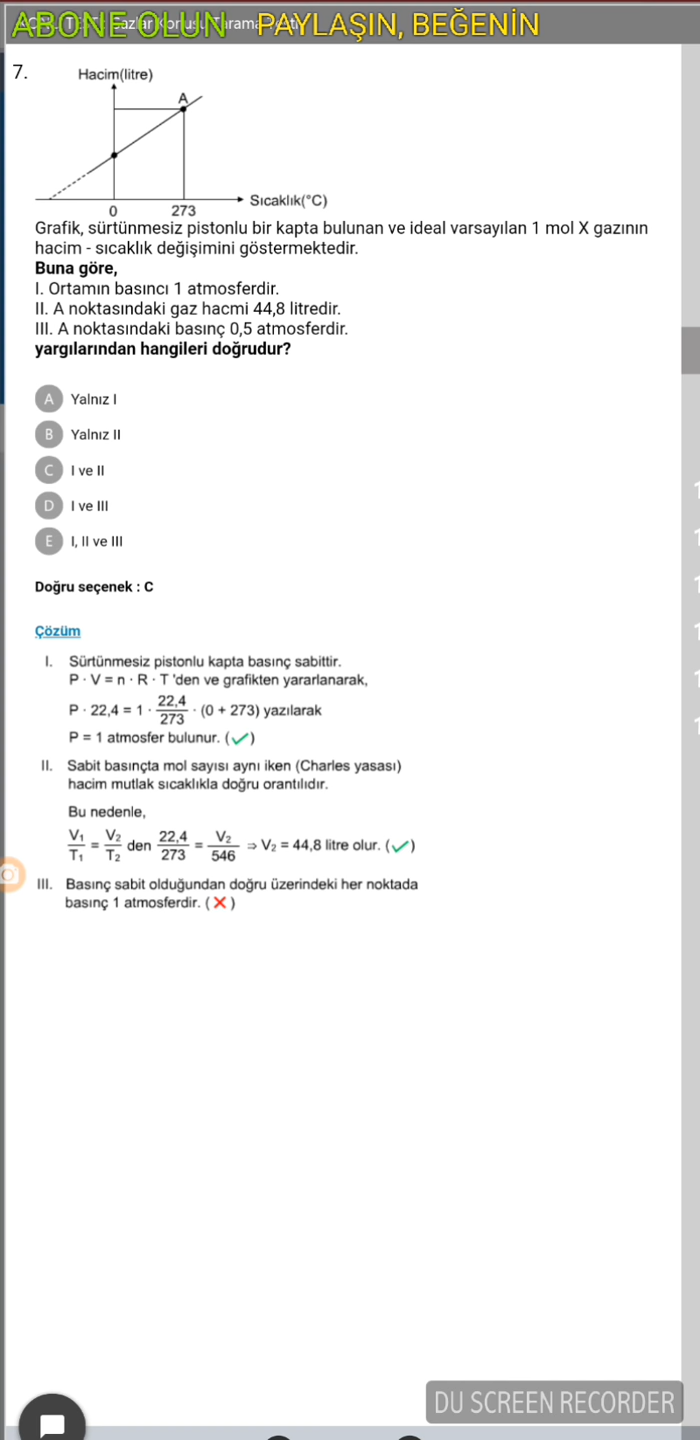 ABONE OLUN PAYLAŞIN, BEĞENİN
7.
Hacim(litre)
A
Sıcaklık(°C)
0 273
Grafik, sürtünmesiz pistonlu bir kapta bulunan ve ideal varsayılan 1 mol X gazının
hacim - sıcaklık değişimini göstermektedir.
Buna göre,
I. Ortamın basıncı 1 atmosferdir.
II. A noktasındaki gaz hacmi 44,8 litredir.
III. A noktasındaki basınç 0,5 atmosferdir.
yargılarından hangileri doğrudur?
A Yalnız I
B Yalnız II
C I ve II
D I ve III
E I, II ve III
Doğru seçenek : C
Çözüm
I. Sürtünmesiz pistonlu kapta basınç sabittir.
P · V = n · R · T 'den ve grafikten yararlanarak,
P · 22,4 = 1 · 22,4/273 · (0 + 273) yazılarak
P = 1 atmosfer bulunur. (✓)
II. Sabit basınçta mol sayısı aynı iken (Charles yasası)
hacim mutlak sıcaklıkla doğru orantılıdır.
Bu nedenle,
V₁/T₁ = V₂/T₂ den 22,4/273 = V₂/546 ⇒ V₂ = 44,8 litre olur. (✓)
III. Basınç sabit olduğundan doğru üzerindeki her noktada
basınç 1 atmosferdir. (✗)
DU SCREEN RECORDER